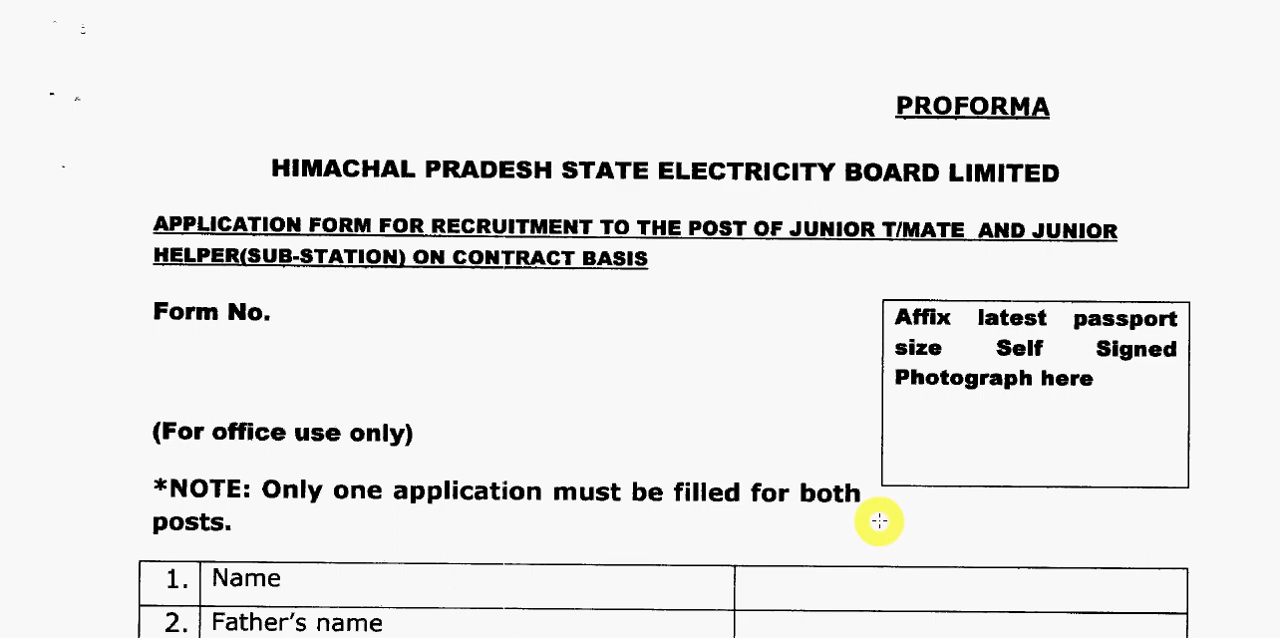 PROFORMA
HIMACHAL PRADESH STATE ELECTRICITY BOARD LIMITED
APPLICATION FORM FOR RECRUITMENT TO THE POST OF JUNIOR T/MATE AND JUNIOR
HELPER(SUB-STATION) ON CONTRACT BASIS
Form No.
Affix latest passport
size Self Signed
Photograph here
(For office use only)
*NOTE: Only one application must be filled for both
posts.
1. Name
2. Father's name